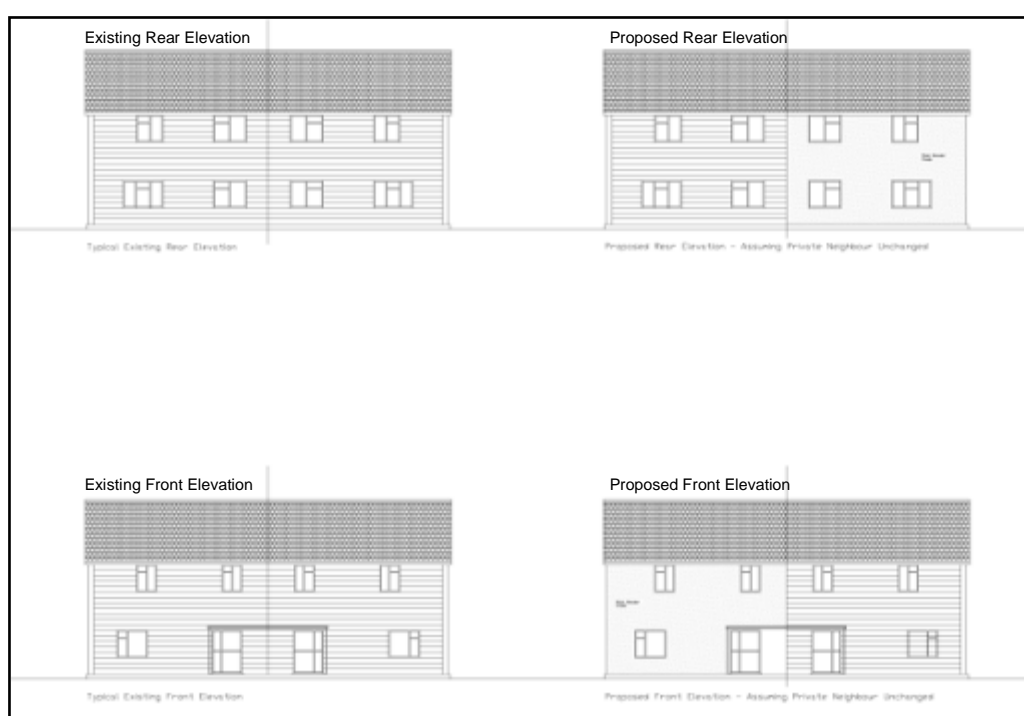 Existing Rear Elevation
Proposed Rear Elevation
Typical Existing Rear Elevation
Proposed Rear Elevation - Assuming Private Neighbour Unchanged
Existing Front Elevation
Proposed Front Elevation
Typical Existing Front Elevation
Proposed Front Elevation - Assuming Private Neighbour Unchanged